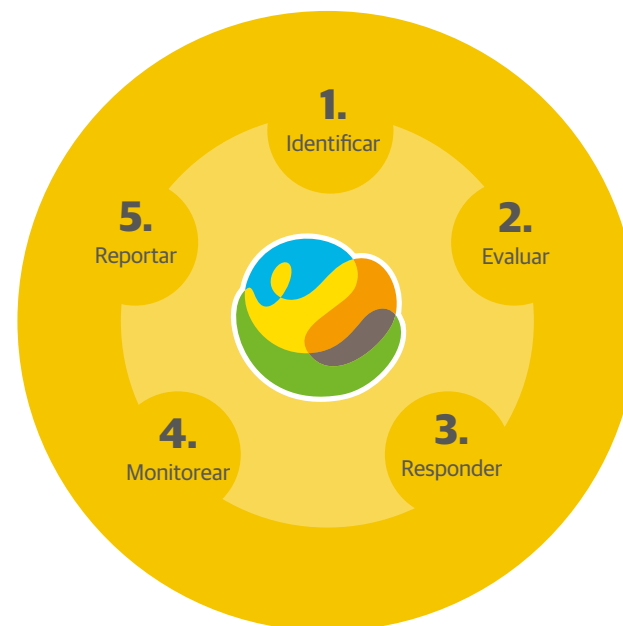 1.
Identificar
2.
Evaluar
3.
Responder
4.
Monitorear
5.
Reportar